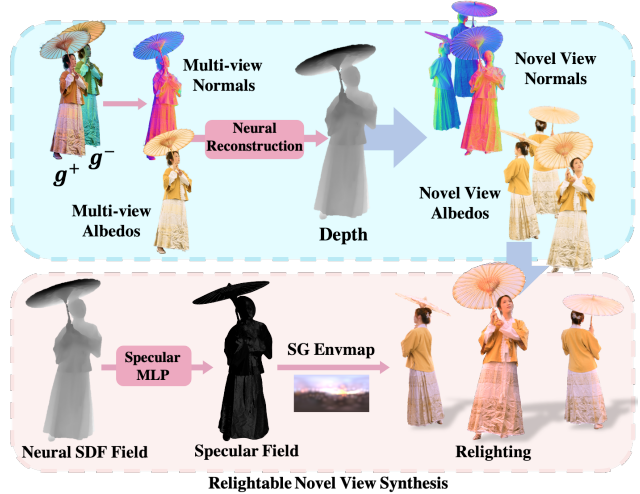 g⁺
g⁻
Multi-view
Normals
Multi-view
Albedos
Neural
Reconstruction
Depth
Novel View
Normals
Novel View
Albedos
Neural SDF Field
Specular
MLP
Specular Field
SG Envmap
Relighting
Relightable Novel View Synthesis